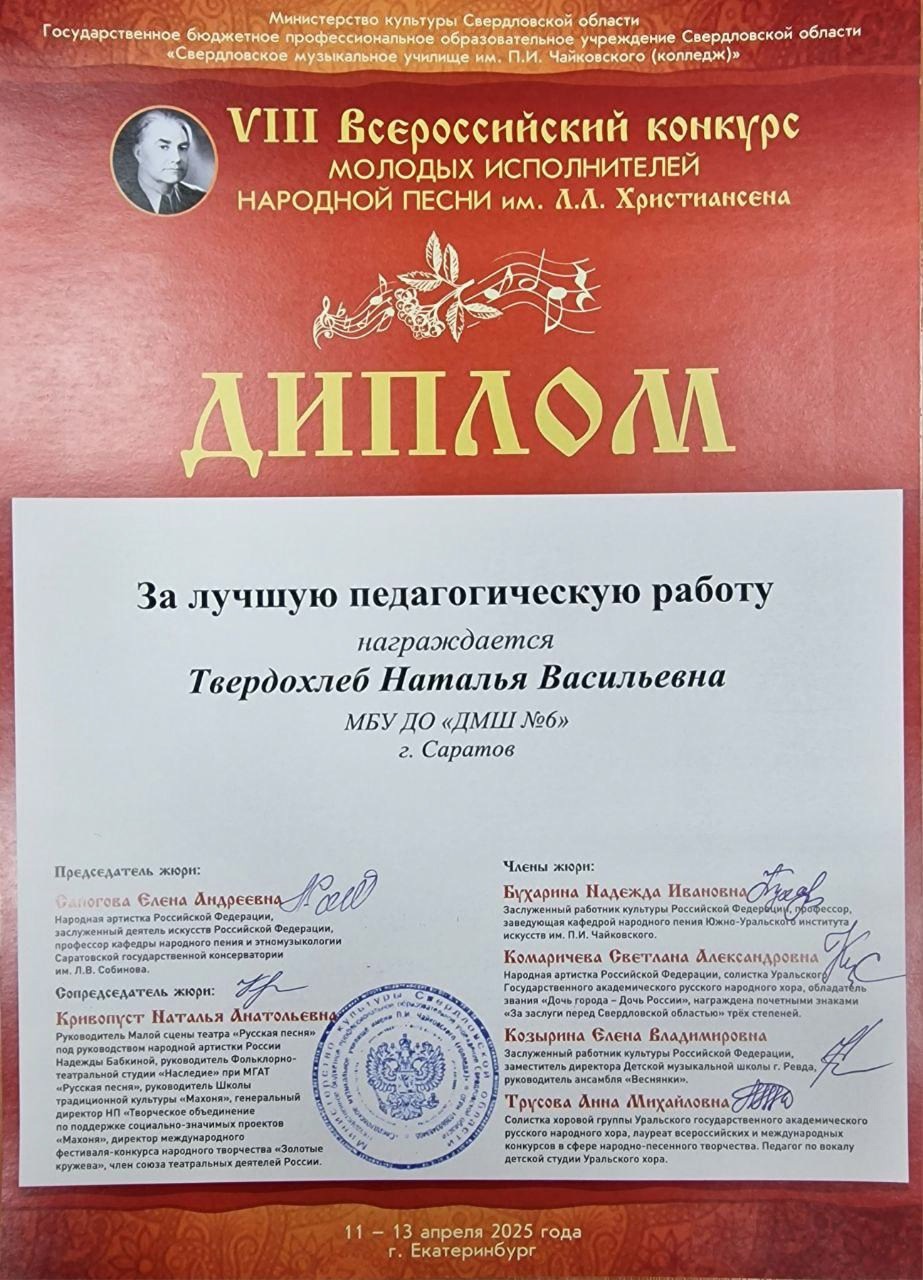 Министерство культуры Свердловской области
Государственное бюджетное профессиональное образовательное учреждение Свердловской области
«Свердловское музыкальное училище им. П.И. Чайковского (колледж)»
VIII Всероссийский конкурс
МОЛОДЫХ ИСПОЛНИТЕЛЕЙ
НАРОДНОЙ ПЕСНИ им. Л.Л. Христиансена
ДИПЛОМ
За лучшую педагогическую работу
награждается
Твердохлеб Наталья Васильевна
МБУ ДО «ДМШ №6»
г. Саратов
Председатель жюри:
Сапогова Елена Андреевна
Народная артистка Российской Федерации,
заслуженный деятель искусств Российской Федерации,
профессор кафедры народного пения и этномузыкологии
Саратовской государственной консерватории
им. Л.В. Собинова.
Сопредседатель жюри:
Кривопуст Наталья Анатольевна
Руководитель Малой сцены театра «Русская песня»
под руководством народной артистки России
Надежды Бабкиной, руководитель Фольклорно-
театральной студии «Наследие» при МГАТ
«Русская песня», руководитель Школы
традиционной культуры «Махоня», генеральный
директор НП «Творческое объединение
по поддержке социально-значимых проектов
«Махоня», директор международного
фестиваля-конкурса народного творчества «Золотые
кружева», член союза театральных деятелей России.
Члены жюри:
Бухарина Надежда Ивановна
Заслуженный работник культуры Российской Федерации, профессор,
заведующая кафедрой народного пения Южно-Уральского института
искусств им. П.И. Чайковского.
Комаричева Светлана Александровна
Народная артистка Российской Федерации, солистка Уральского
Государственного академического русского народного хора, обладатель
звания «Дочь города – Дочь России», награждена почетными знаками
«За заслуги перед Свердловской областью» трёх степеней.
Козырина Елена Владимировна
Заслуженный работник культуры Российской Федерации,
заместитель директора Детской музыкальной школы г. Ревда,
руководитель ансамбля «Веснянки».
Трусова Анна Михайловна
Солистка хоровой группы Уральского государственного академического
русского народного хора, лауреат всероссийских и международных
конкурсов в сфере народно-песенного творчества. Педагог по вокалу
детской студии Уральского хора.
11 – 13 апреля 2025 года
г. Екатеринбург